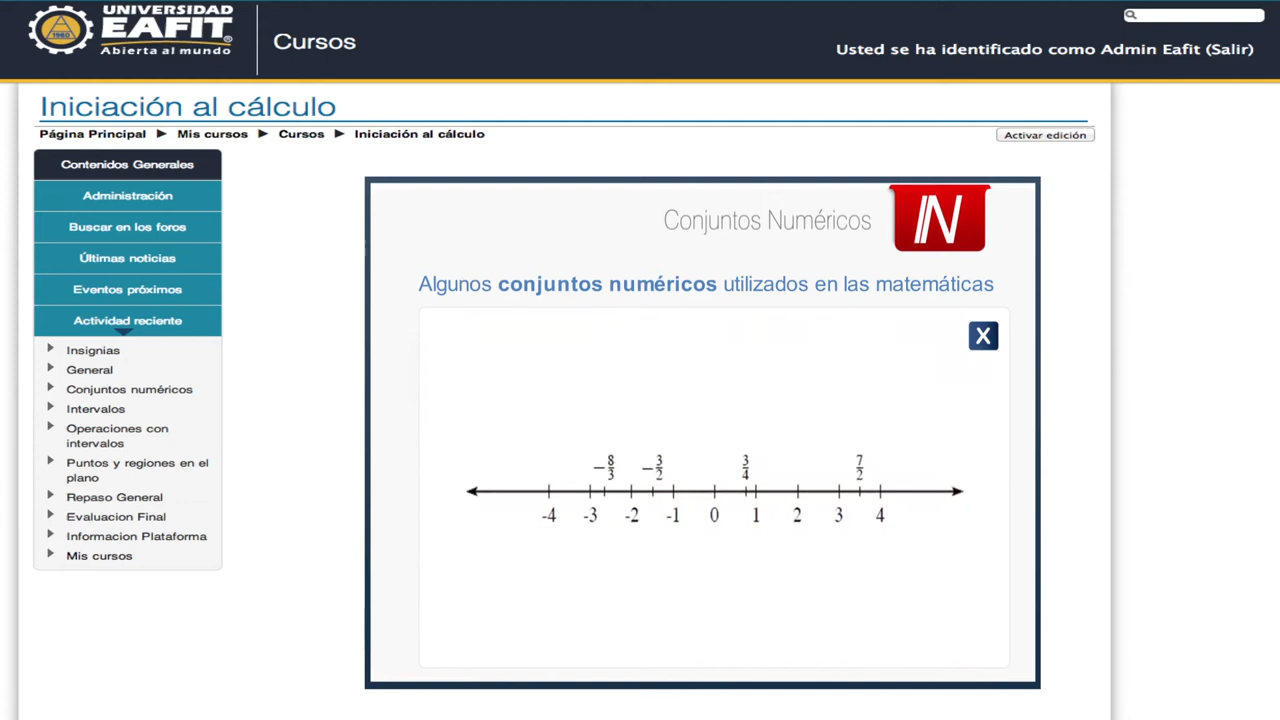 UNIVERSIDAD
EAFIT®
Abierta al mundo
1960
Cursos
Usted se ha identificado como Admin Eafit (Salir)
Iniciación al cálculo
Página Principal ► Mis cursos ► Cursos ► Iniciación al cálculo
Activar edición
Contenidos Generales
Administración
Buscar en los foros
Últimas noticias
Eventos próximos
Actividad reciente
Insignias
General
Conjuntos numéricos
Intervalos
Operaciones con
intervalos
Puntos y regiones en el
plano
Repaso General
Evaluacion Final
Informacion Plataforma
Mis cursos
Conjuntos Numéricos
N
Algunos conjuntos numéricos utilizados en las matemáticas
X
-8/3 -3/2 3/4 7/2
-4 -3 -2 -1 0 1 2 3 4